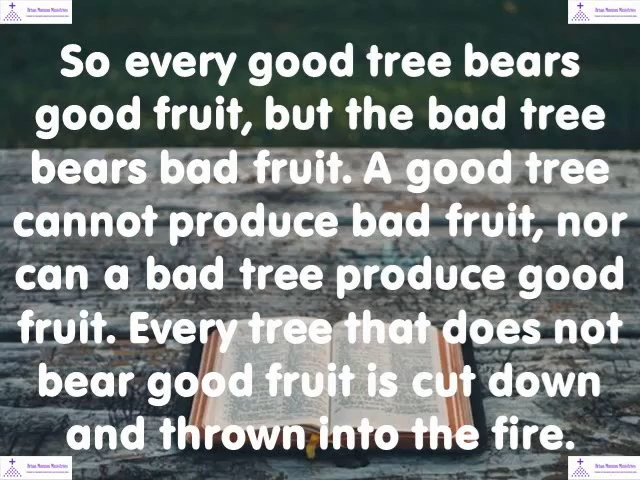 So every good tree bears
good fruit, but the bad tree
bears bad fruit. A good tree
cannot produce bad fruit, nor
can a bad tree produce good
fruit. Every tree that does not
bear good fruit is cut down
and thrown into the fire.